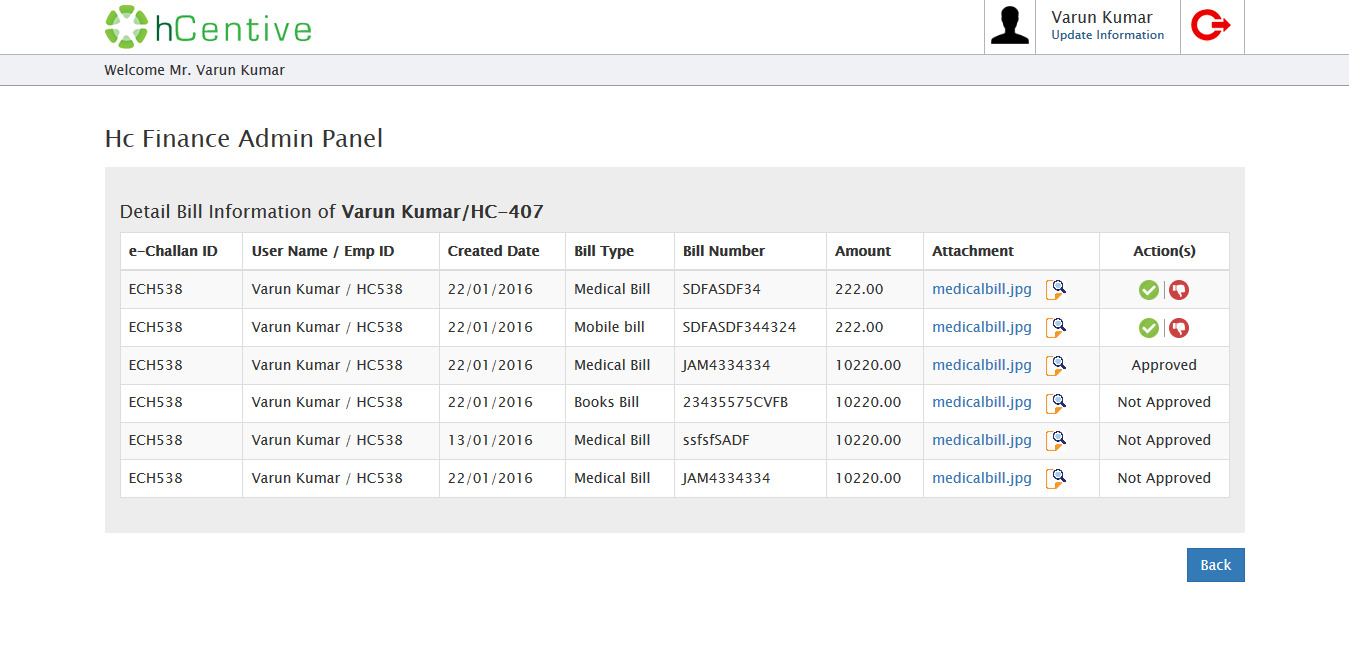 hCentive
Varun Kumar
Update Information
Welcome Mr. Varun Kumar
Hc Finance Admin Panel
Detail Bill Information of Varun Kumar/HC-407
e-Challan ID User Name / Emp ID Created Date Bill Type Bill Number Amount Attachment Action(s)
ECH538 Varun Kumar / HC538 22/01/2016 Medical Bill SDFASDF34 222.00 medicalbill.jpg
ECH538 Varun Kumar / HC538 22/01/2016 Mobile bill SDFASDF344324 222.00 medicalbill.jpg
ECH538 Varun Kumar / HC538 22/01/2016 Medical Bill JAM4334334 10220.00 medicalbill.jpg Approved
ECH538 Varun Kumar / HC538 22/01/2016 Books Bill 23435575CVFB 10220.00 medicalbill.jpg Not Approved
ECH538 Varun Kumar / HC538 13/01/2016 Medical Bill ssfsfSADF 10220.00 medicalbill.jpg Not Approved
ECH538 Varun Kumar / HC538 22/01/2016 Medical Bill JAM4334334 10220.00 medicalbill.jpg Not Approved
Back